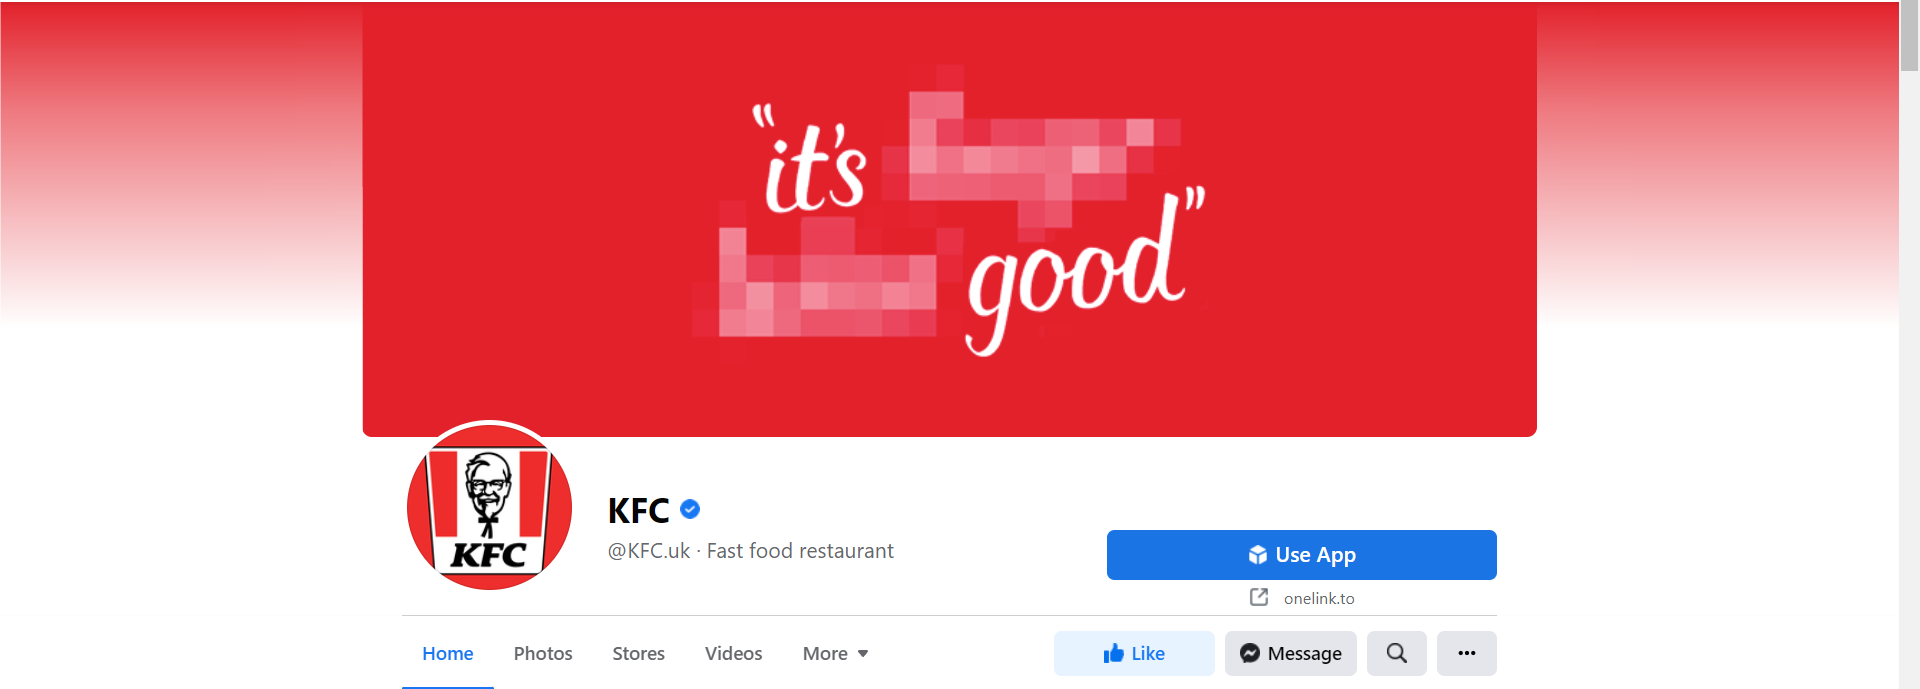 "it's
good"
KFC
KFC
@KFC.uk · Fast food restaurant
Use App
onelink.to
Home Photos Stores Videos More Like Message